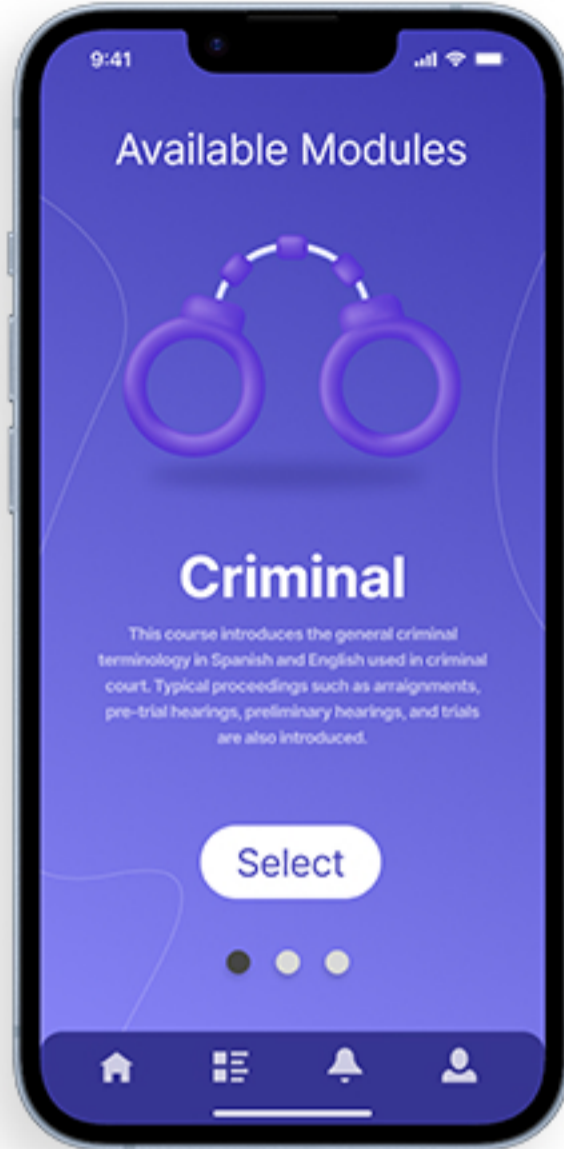 9:41
Available Modules
Criminal
This course introduces the general criminal
terminology in Spanish and English used in criminal
court. Typical proceedings such as arraignments,
pre-trial hearings, preliminary hearings, and trials
are also introduced.
Select